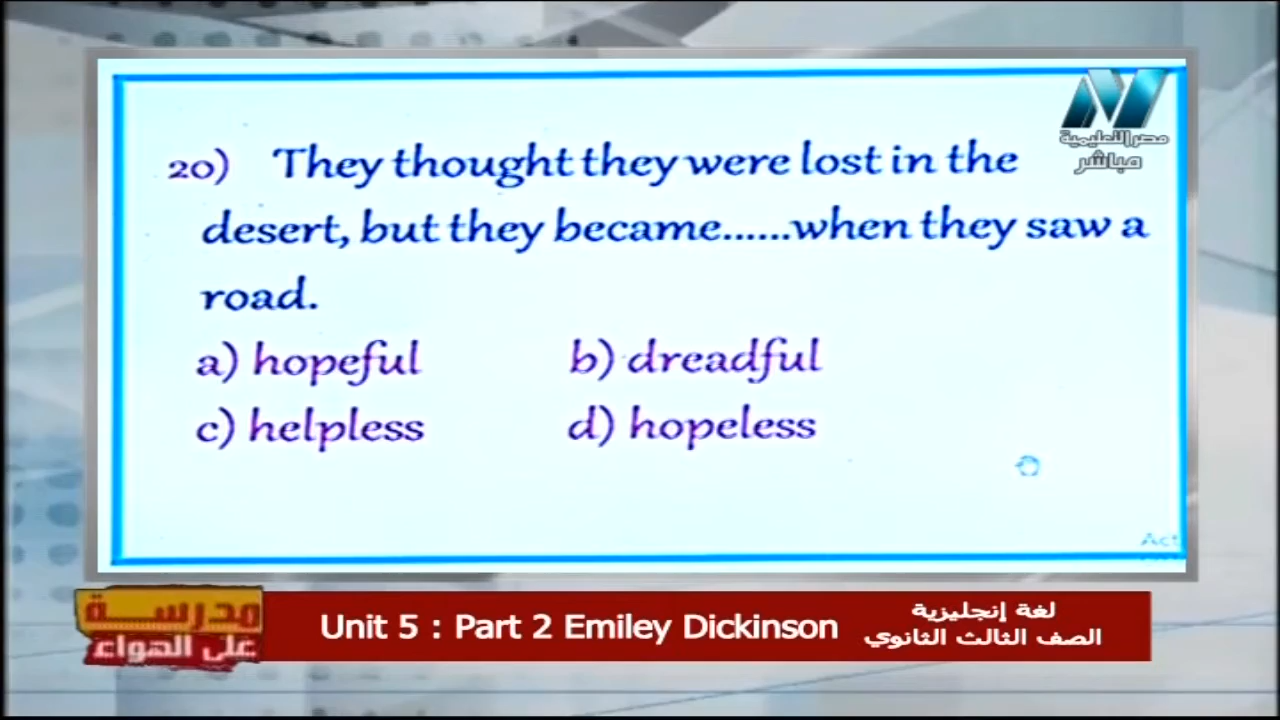 مصر التعليمية
مباشر
20) They thought they were lost in the
desert, but they became......when they saw a
road.
a) hopeful b) dreadful
c) helpless d) hopeless
Act
مدرسة
على الهواء
Unit 5 : Part 2 Emiley Dickinson
لغة إنجليزية
الصف الثالث الثانوي